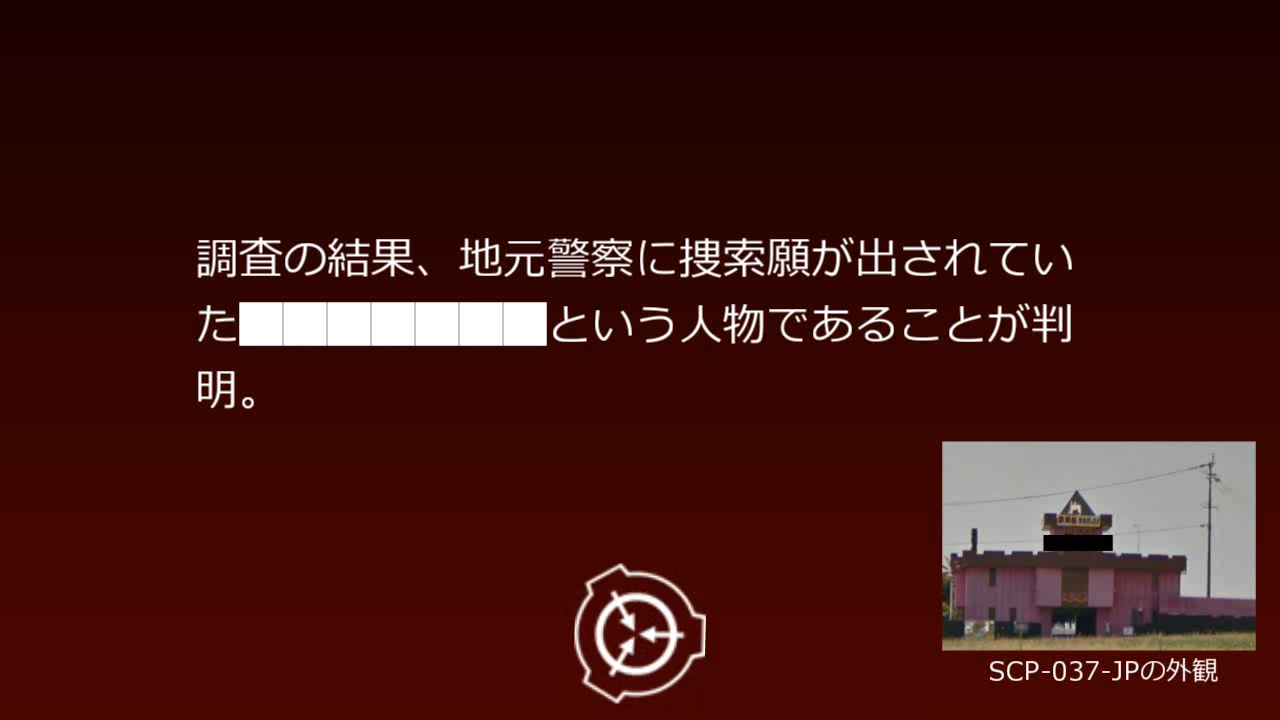 調査の結果、地元警察に捜索願が出されてい
た███████という人物であることが判
明。
SCP-037-JPの外観